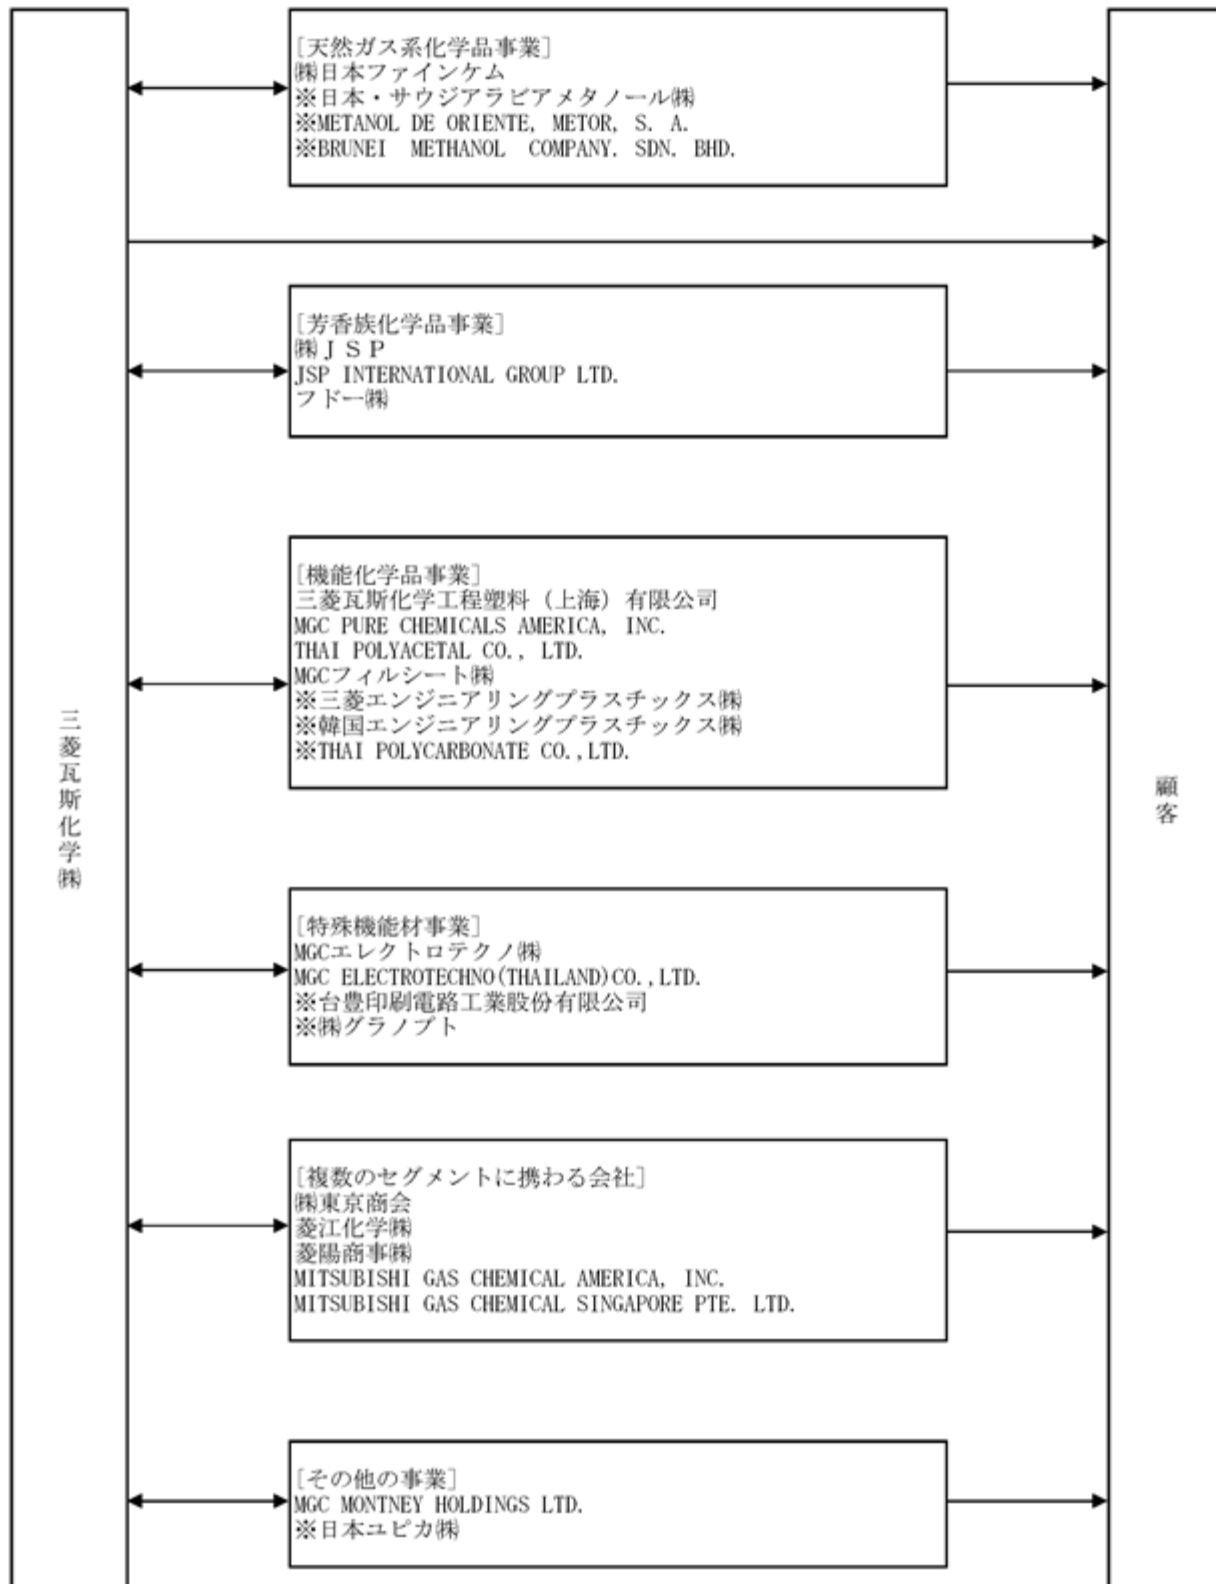 [天然ガス系化学品事業]
㈱日本ファインケム
※日本・サウジアラビアメタノール㈱
※METANOL DE ORIENTE, METOR, S. A.
※BRUNEI METHANOL COMPANY. SDN. BHD.
[芳香族化学品事業]
㈱ＪＳＰ
JSP INTERNATIONAL GROUP LTD.
フドー㈱
[機能化学品事業]
三菱瓦斯化学工程塑料（上海）有限公司
MGC PURE CHEMICALS AMERICA, INC.
THAI POLYACETAL CO., LTD.
MGCフィルシート㈱
※三菱エンジニアリングプラスチックス㈱
※韓国エンジニアリングプラスチックス㈱
※THAI POLYCARBONATE CO.,LTD.
三菱瓦斯化学㈱
顧客
[特殊機能材事業]
MGCエレクトロテクノ㈱
MGC ELECTROTECHNO(THAILAND)CO.,LTD.
※台豊印刷電路工業股份有限公司
※㈱グラノプト
[複数のセグメントに携わる会社]
㈱東京商会
菱江化学㈱
菱陽商事㈱
MITSUBISHI GAS CHEMICAL AMERICA, INC.
MITSUBISHI GAS CHEMICAL SINGAPORE PTE. LTD.
[その他の事業]
MGC MONTNEY HOLDINGS LTD.
※日本ユピカ㈱